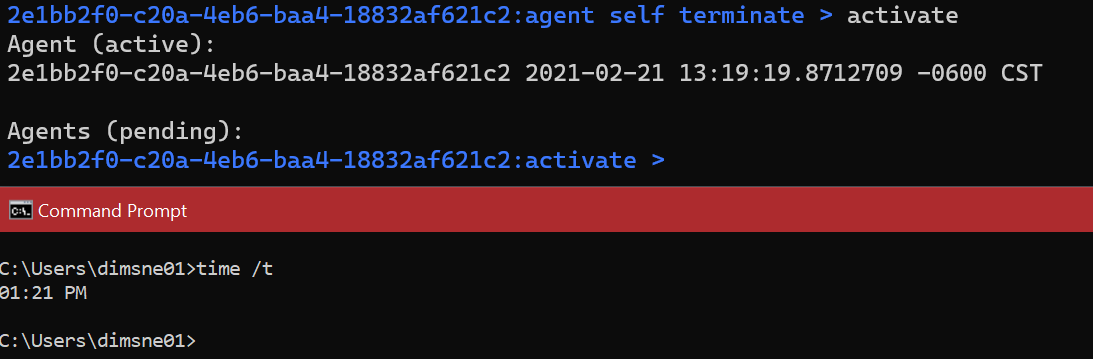 2e1bb2f0-c20a-4eb6-baa4-18832af621c2:agent self terminate > activate
Agent (active):
2e1bb2f0-c20a-4eb6-baa4-18832af621c2 2021-02-21 13:19:19.8712709 -0600 CST
Agents (pending):
2e1bb2f0-c20a-4eb6-baa4-18832af621c2:activate >
Command Prompt
C:\Users\dimsne01>time /t
01:21 PM
C:\Users\dimsne01>